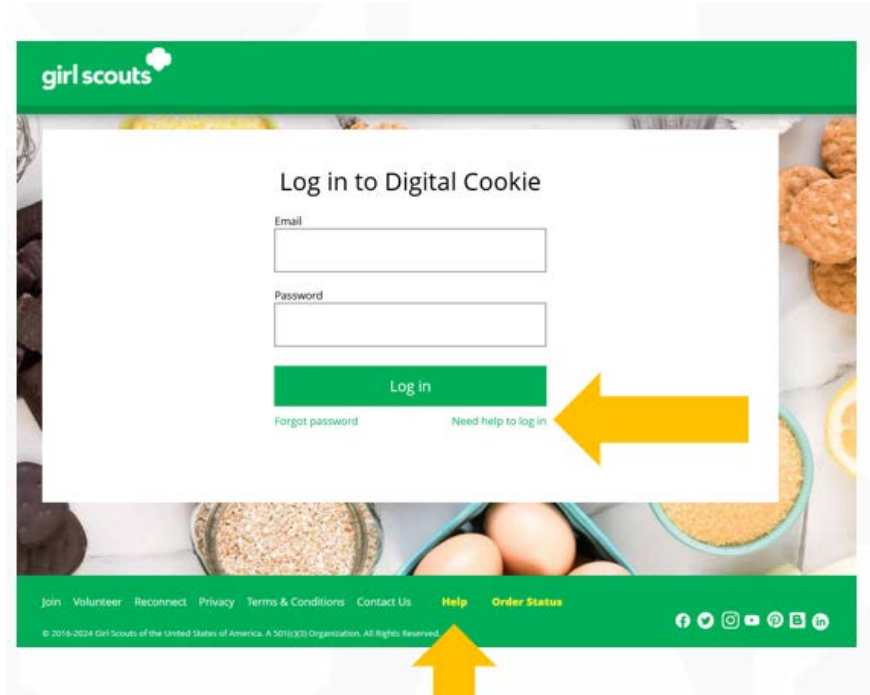 girl scouts
Log in to Digital Cookie
Email
Password
Log in
Forgot password Need help to log in
Join Volunteer Reconnect Privacy Terms & Conditions Contact Us Help Order Status
© 2016-2024 Girl Scouts of the United States of America. A 501(c)(3) Organization. All Rights Reserved.